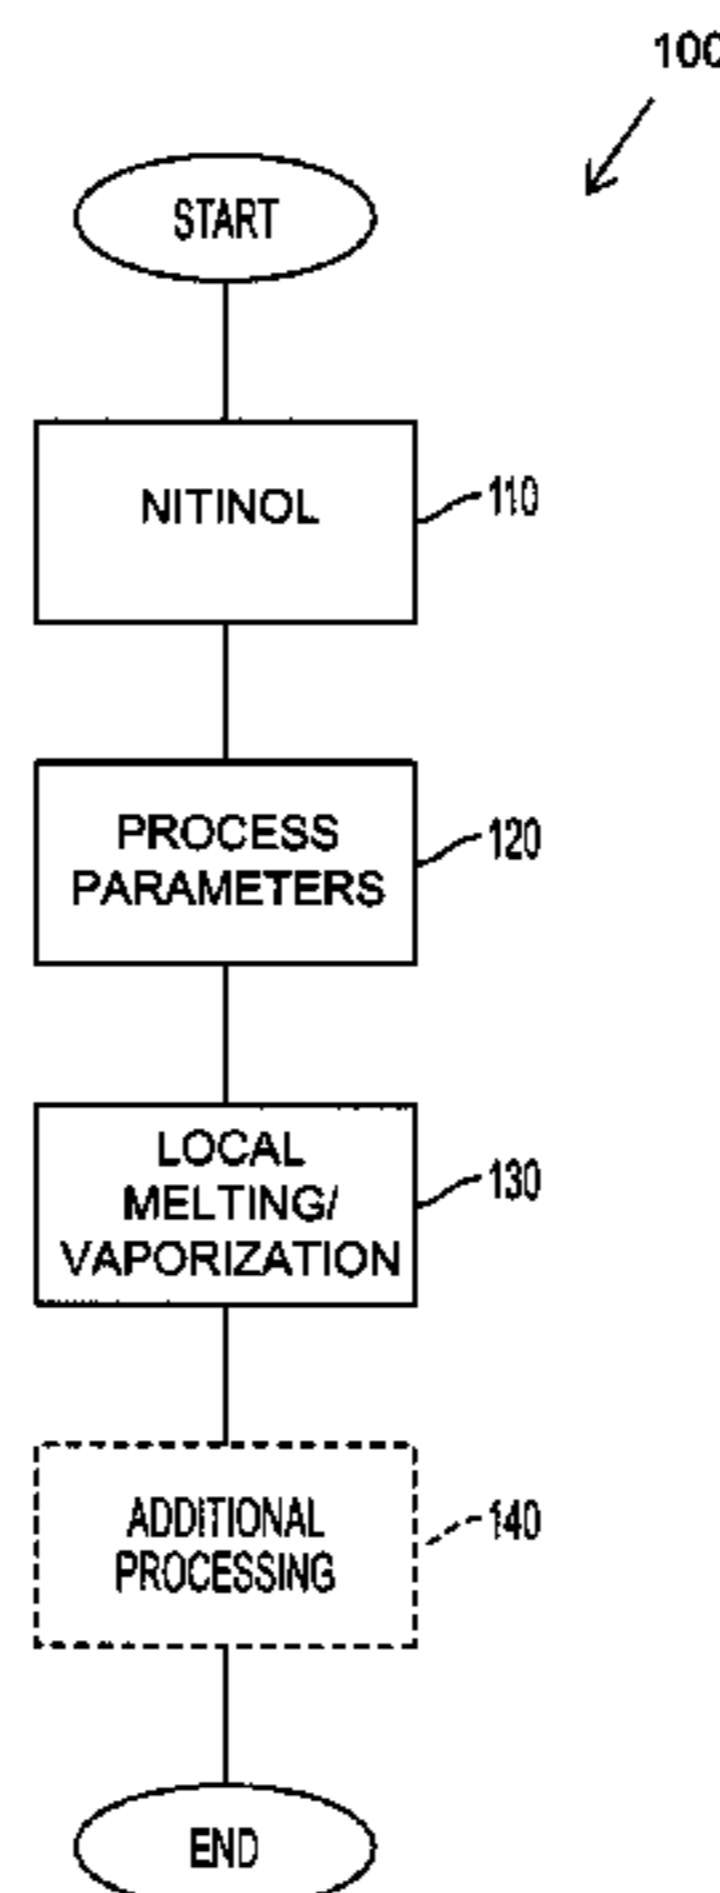 100
START
NITINOL
110
PROCESS
PARAMETERS
120
LOCAL
MELTING/
VAPORIZATION
130
ADDITIONAL
PROCESSING
140
END